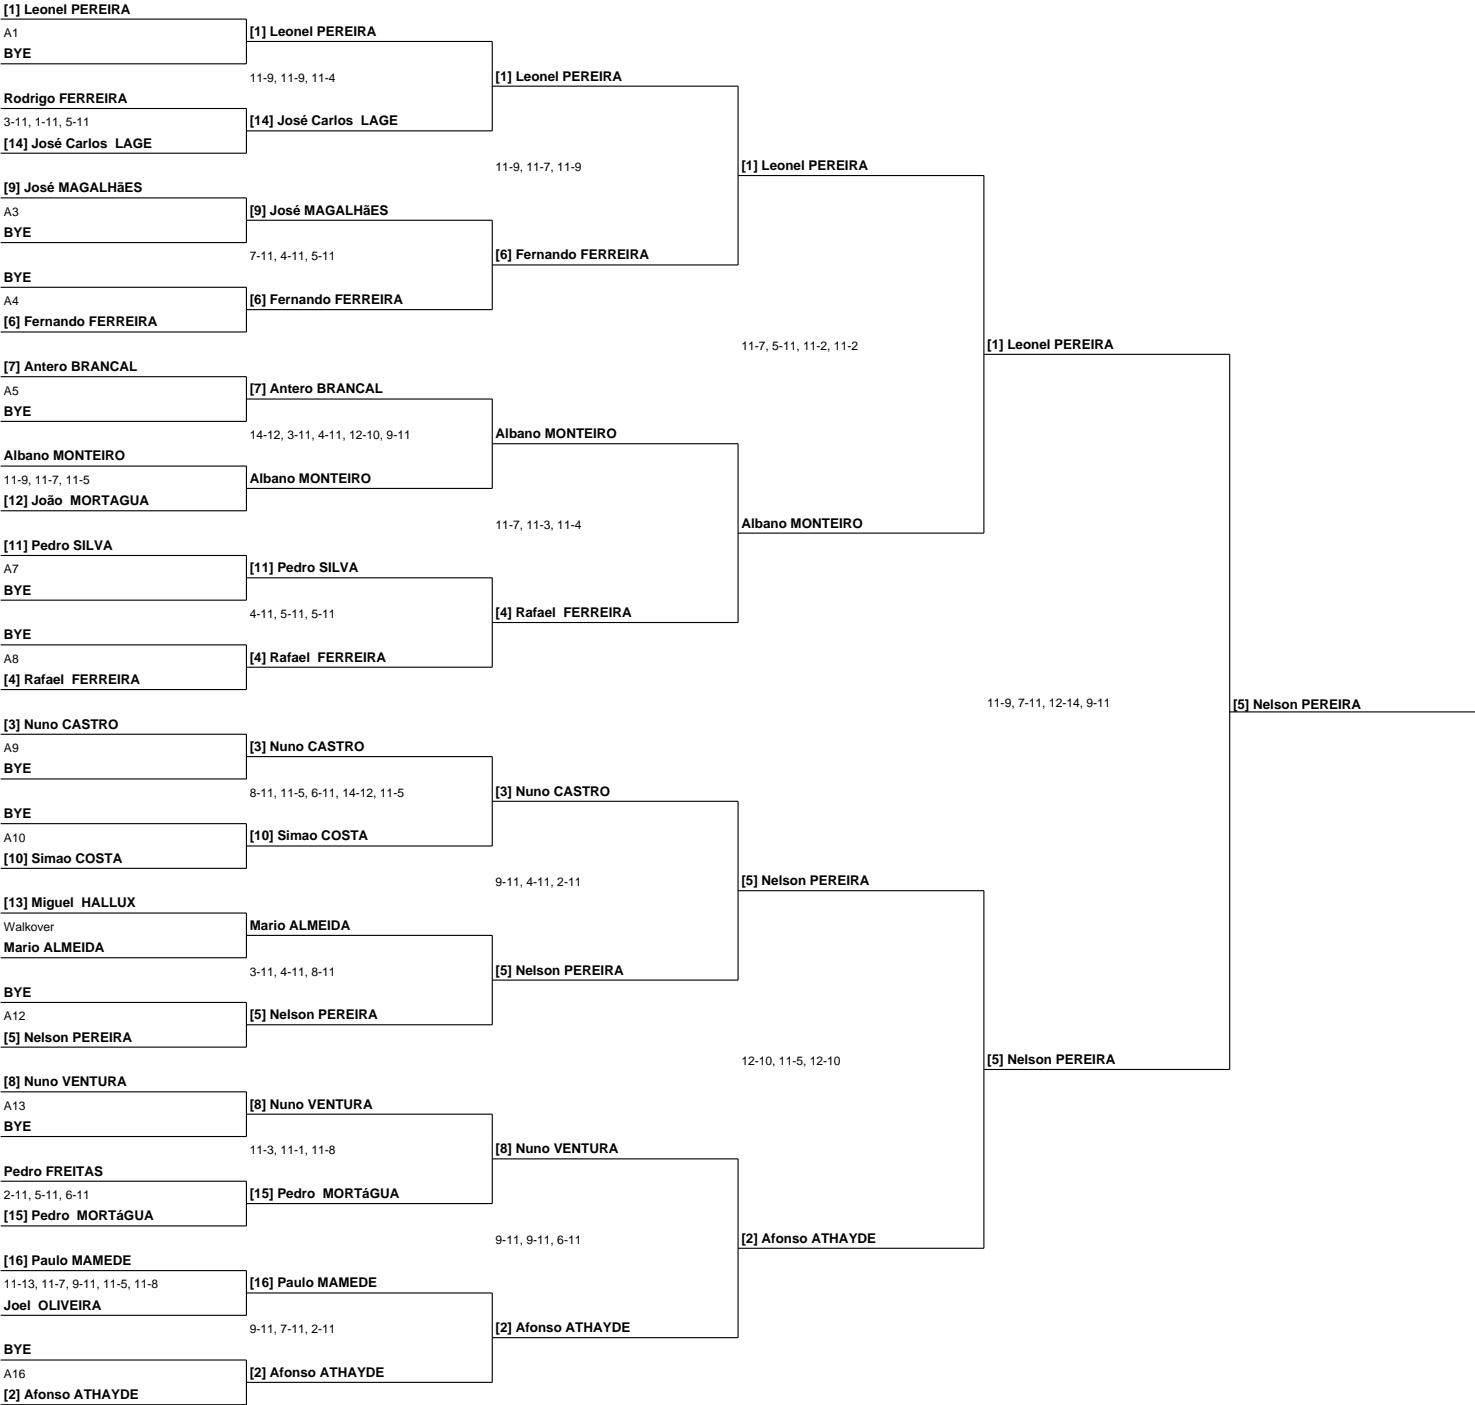 [1] Leonel PEREIRA
A1
BYE
Rodrigo FERREIRA
3-11, 1-11, 5-11
[14] José Carlos  LAGE
[9] José MAGALHãES
A3
BYE
BYE
A4
[6] Fernando FERREIRA
[7] Antero BRANCAL
A5
BYE
Albano MONTEIRO
11-9, 11-7, 11-5
[12] João  MORTAGUA
[11] Pedro SILVA
A7
BYE
BYE
A8
[4] Rafael  FERREIRA
[3] Nuno CASTRO
A9
BYE
BYE
A10
[10] Simao COSTA
[13] Miguel  HALLUX
Walkover
Mario ALMEIDA
BYE
A12
[5] Nelson PEREIRA
[8] Nuno VENTURA
A13
BYE
Pedro FREITAS
2-11, 5-11, 6-11
[15] Pedro  MORTáGUA
[16] Paulo MAMEDE
11-13, 11-7, 9-11, 11-5, 11-8
Joel  OLIVEIRA
BYE
A16
[2] Afonso ATHAYDE
[1] Leonel PEREIRA
11-9, 11-9, 11-4
[14] José Carlos  LAGE
[9] José MAGALHãES
7-11, 4-11, 5-11
[6] Fernando FERREIRA
[7] Antero BRANCAL
14-12, 3-11, 4-11, 12-10, 9-11
Albano MONTEIRO
[11] Pedro SILVA
4-11, 5-11, 5-11
[4] Rafael  FERREIRA
[3] Nuno CASTRO
8-11, 11-5, 6-11, 14-12, 11-5
[10] Simao COSTA
Mario ALMEIDA
3-11, 4-11, 8-11
[5] Nelson PEREIRA
[8] Nuno VENTURA
11-3, 11-1, 11-8
[15] Pedro  MORTáGUA
[16] Paulo MAMEDE
9-11, 7-11, 2-11
[2] Afonso ATHAYDE
[1] Leonel PEREIRA
11-9, 11-7, 11-9
[6] Fernando FERREIRA
Albano MONTEIRO
11-7, 11-3, 11-4
[4] Rafael  FERREIRA
[3] Nuno CASTRO
9-11, 4-11, 2-11
[5] Nelson PEREIRA
[8] Nuno VENTURA
9-11, 9-11, 6-11
[2] Afonso ATHAYDE
[1] Leonel PEREIRA
11-7, 5-11, 11-2, 11-2
Albano MONTEIRO
[5] Nelson PEREIRA
12-10, 11-5, 12-10
[2] Afonso ATHAYDE
[1] Leonel PEREIRA
11-9, 7-11, 12-14, 9-11
[5] Nelson PEREIRA
[5] Nelson PEREIRA